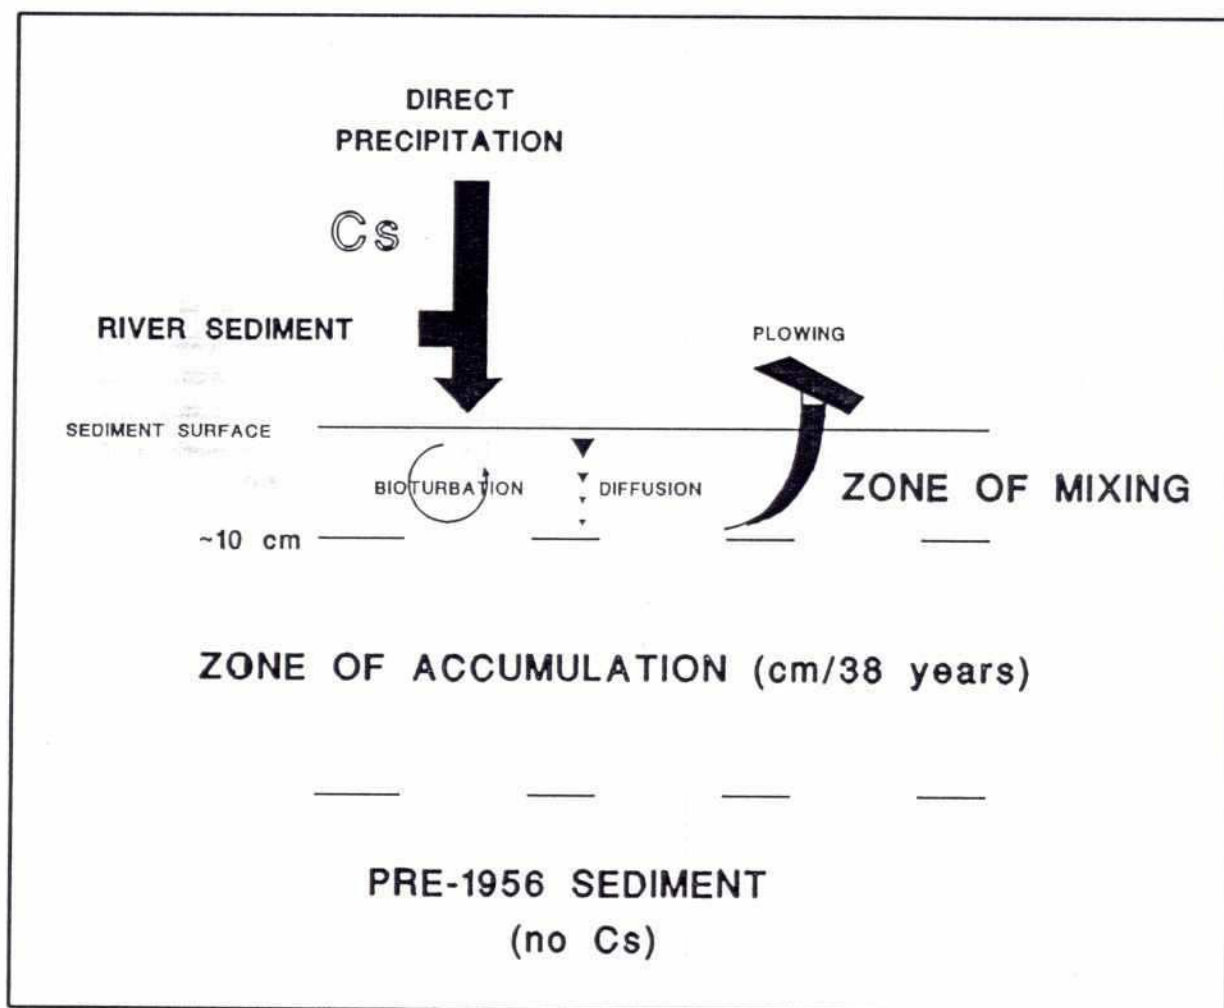 DIRECT
PRECIPITATION
Cs
RIVER SEDIMENT
PLOWING
SEDIMENT SURFACE
BIOTURBATION
DIFFUSION
ZONE OF MIXING
~10 cm
ZONE OF ACCUMULATION (cm/38 years)
PRE-1956 SEDIMENT
(no Cs)